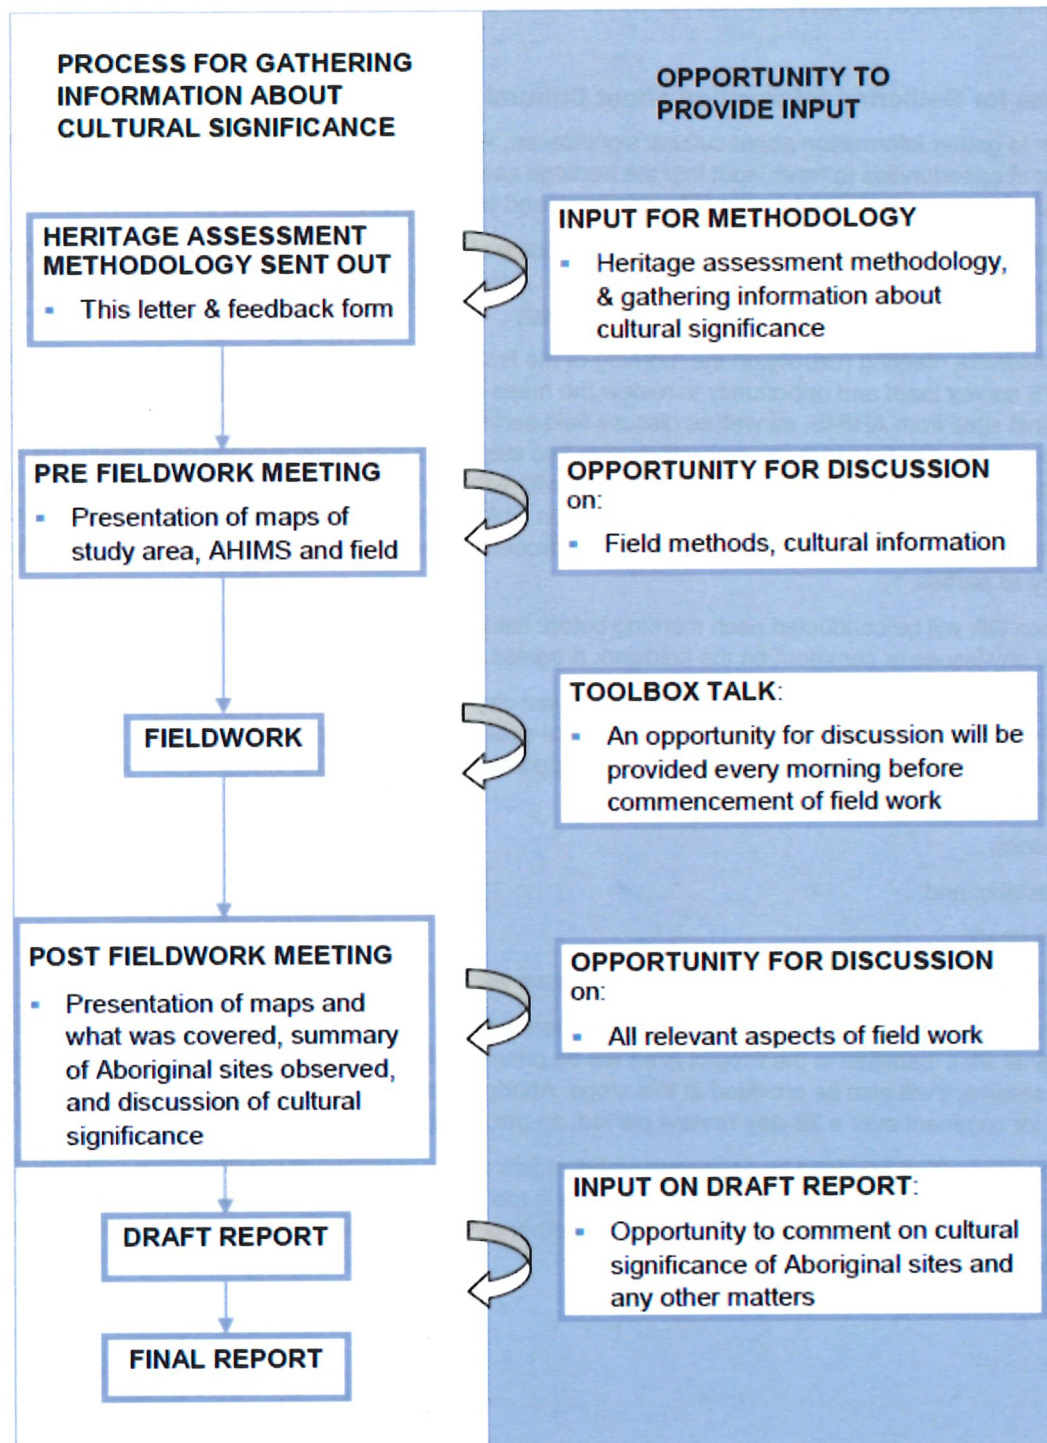 PROCESS FOR GATHERING
INFORMATION ABOUT
CULTURAL SIGNIFICANCE
OPPORTUNITY TO
PROVIDE INPUT
HERITAGE ASSESSMENT
METHODOLOGY SENT OUT
▪ This letter & feedback form
INPUT FOR METHODOLOGY
▪ Heritage assessment methodology,
& gathering information about
cultural significance
PRE FIELDWORK MEETING
▪ Presentation of maps of
study area, AHIMS and field
OPPORTUNITY FOR DISCUSSION
on:
▪ Field methods, cultural information
FIELDWORK
TOOLBOX TALK:
▪ An opportunity for discussion will be
provided every morning before
commencement of field work
POST FIELDWORK MEETING
▪ Presentation of maps and
what was covered, summary
of Aboriginal sites observed,
and discussion of cultural
significance
OPPORTUNITY FOR DISCUSSION
on:
▪ All relevant aspects of field work
DRAFT REPORT
INPUT ON DRAFT REPORT:
▪ Opportunity to comment on cultural
significance of Aboriginal sites and
any other matters
FINAL REPORT